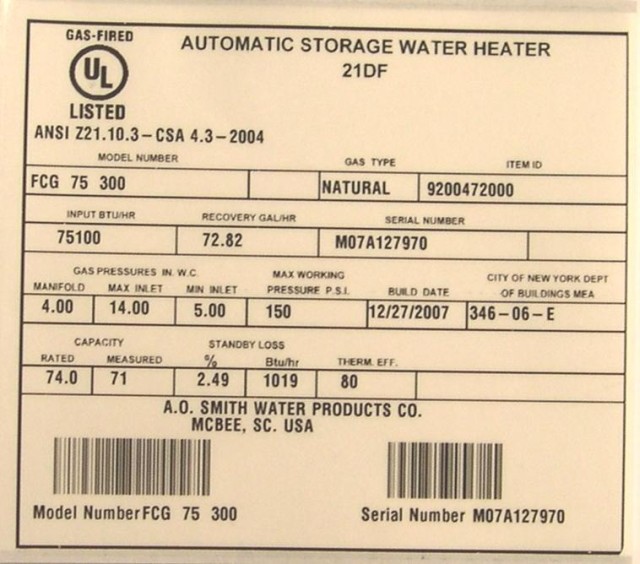 GAS-FIRED
UL
LISTED
AUTOMATIC STORAGE WATER HEATER
21DF
ANSI Z21.10.3-CSA 4.3-2004
MODEL NUMBER GAS TYPE ITEM ID
FCG 75 300 NATURAL 9200472000
INPUT BTU/HR RECOVERY GAL/HR SERIAL NUMBER
75100 72.82 M07A127970
GAS PRESSURES IN. W.C. MAX WORKING CITY OF NEW YORK DEPT
MANIFOLD MAX INLET MIN INLET PRESSURE P.S.I. BUILD DATE OF BUILDINGS MEA
4.00 14.00 5.00 150 12/27/2007 346-06-E
CAPACITY STANDBY LOSS
RATED MEASURED % Btu/hr THERM. EFF.
74.0 71 2.49 1019 80
A.O. SMITH WATER PRODUCTS CO.
MCBEE, SC. USA
Model Number FCG 75 300 Serial Number M07A127970